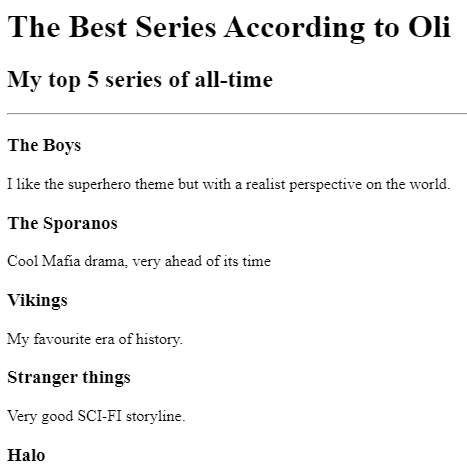 The Best Series According to Oli
My top 5 series of all-time
The Boys
I like the superhero theme but with a realist perspective on the world.
The Sporanos
Cool Mafia drama, very ahead of its time
Vikings
My favourite era of history.
Stranger things
Very good SCI-FI storyline.
Halo